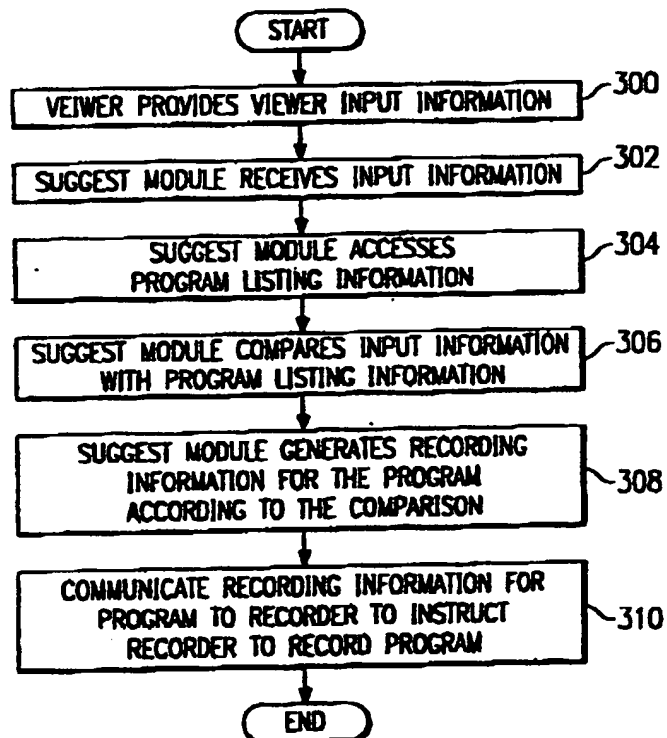 START
VEIWER PROVIDES VIEWER INPUT INFORMATION
300
SUGGEST MODULE RECEIVES INPUT INFORMATION
302
SUGGEST MODULE ACCESSES
PROGRAM LISTING INFORMATION
304
SUGGEST MODULE COMPARES INPUT INFORMATION
WITH PROGRAM LISTING INFORMATION
306
SUGGEST MODULE GENERATES RECORDING
INFORMATION FOR THE PROGRAM
ACCORDING TO THE COMPARISON
308
COMMUNICATE RECORDING INFORMATION FOR
PROGRAM TO RECORDER TO INSTRUCT
RECORDER TO RECORD PROGRAM
310
END